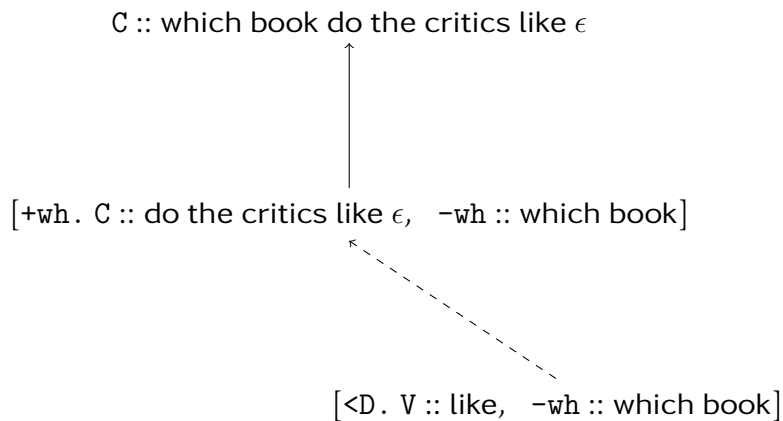 C :: which book do the critics like ϵ
[+wh. C :: do the critics like ϵ, -wh :: which book]
[<D. V :: like, -wh :: which book]